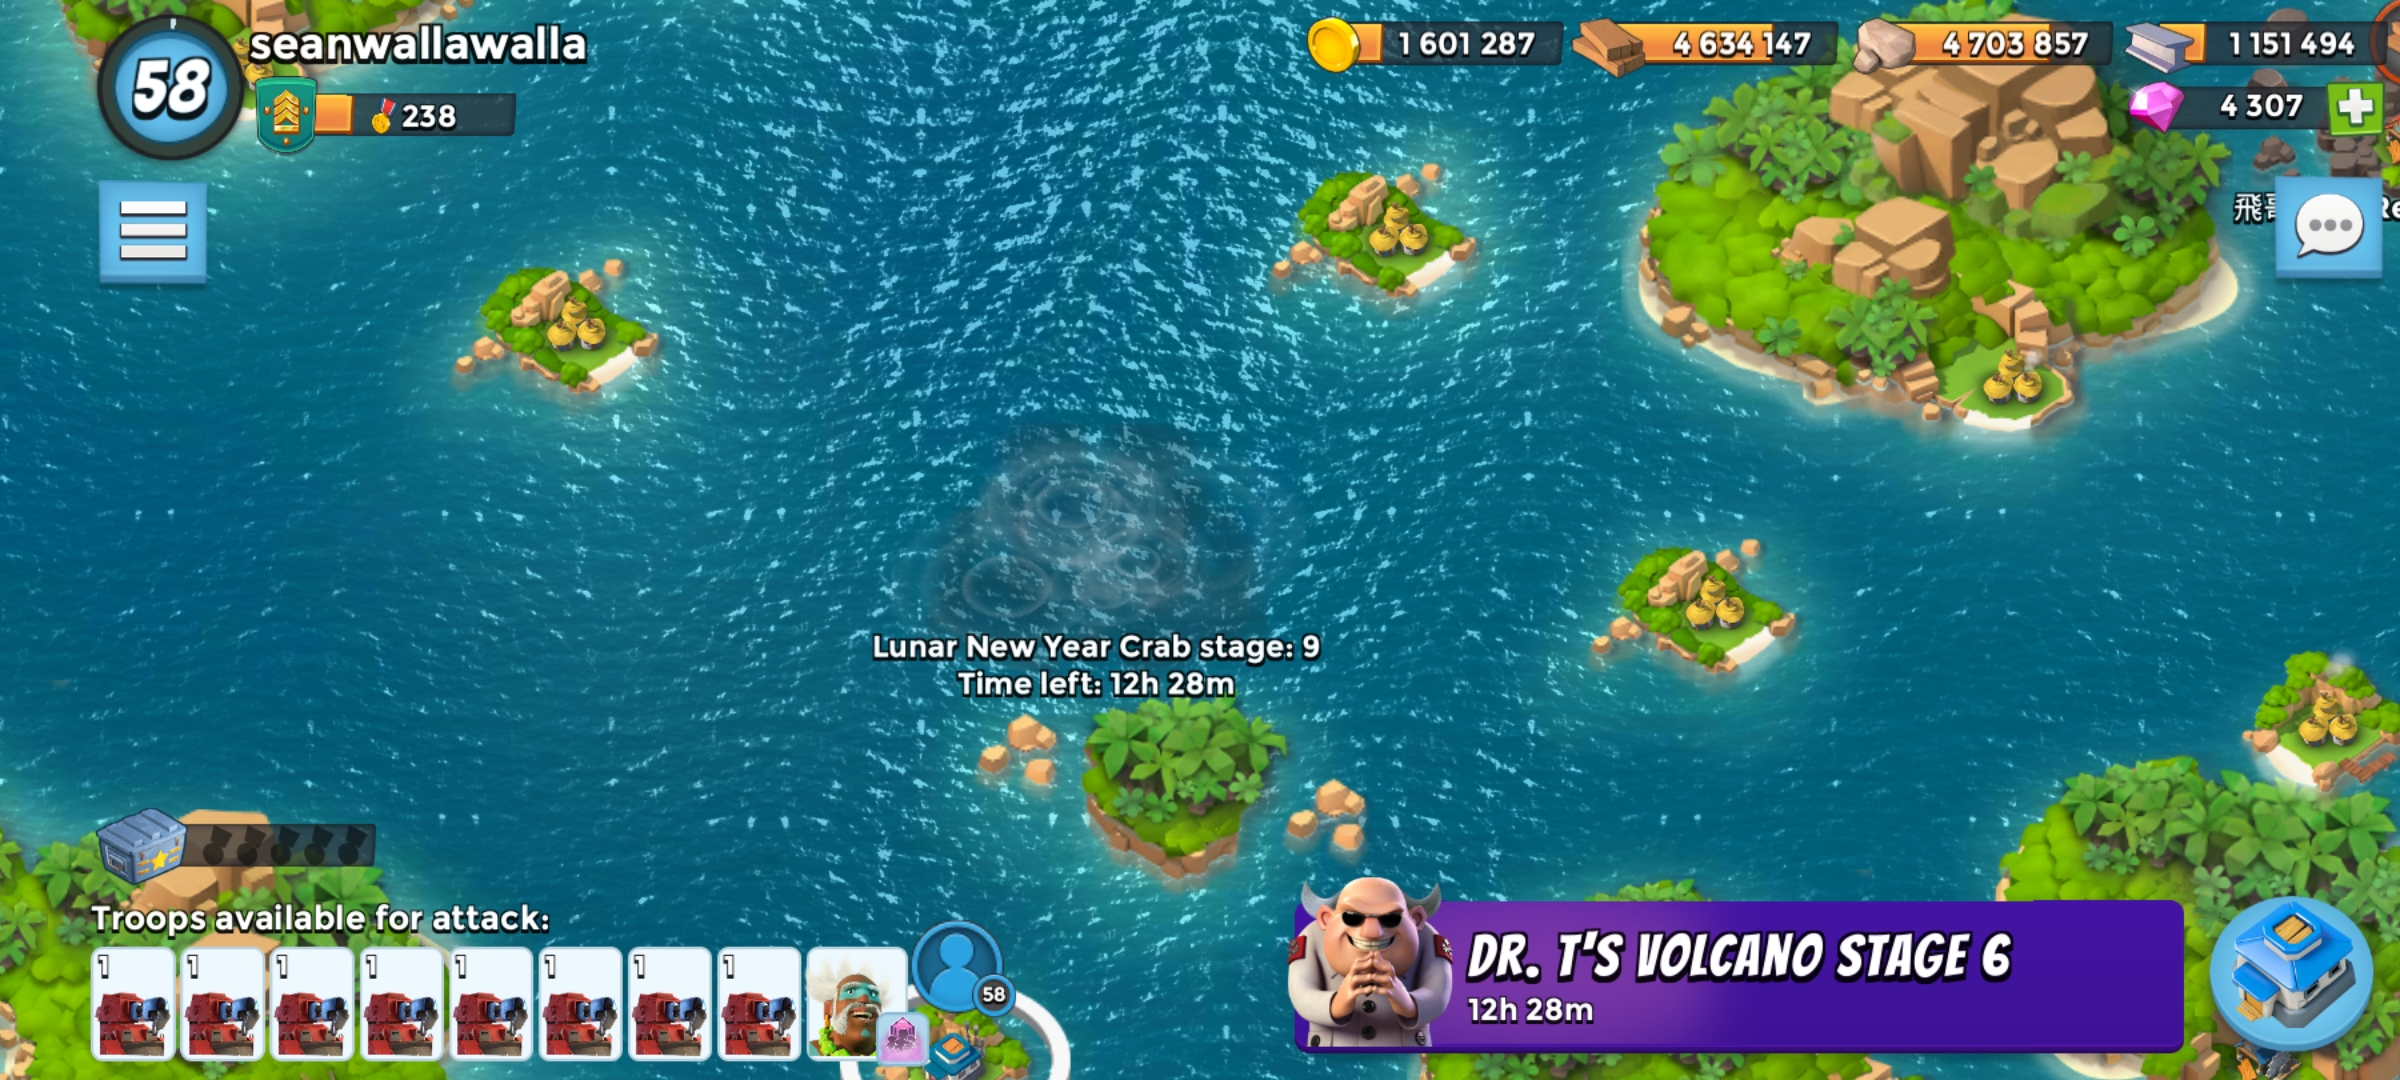 58
seanwallawalla
238
1 601 287
4 634 147
4 703 857
1 151 494
4 307
飛
Re
Lunar New Year Crab stage: 9
Time left: 12h 28m
Troops available for attack:
1
1
1
1
1
1
1
1
58
DR. T'S VOLCANO STAGE 6
12h 28m